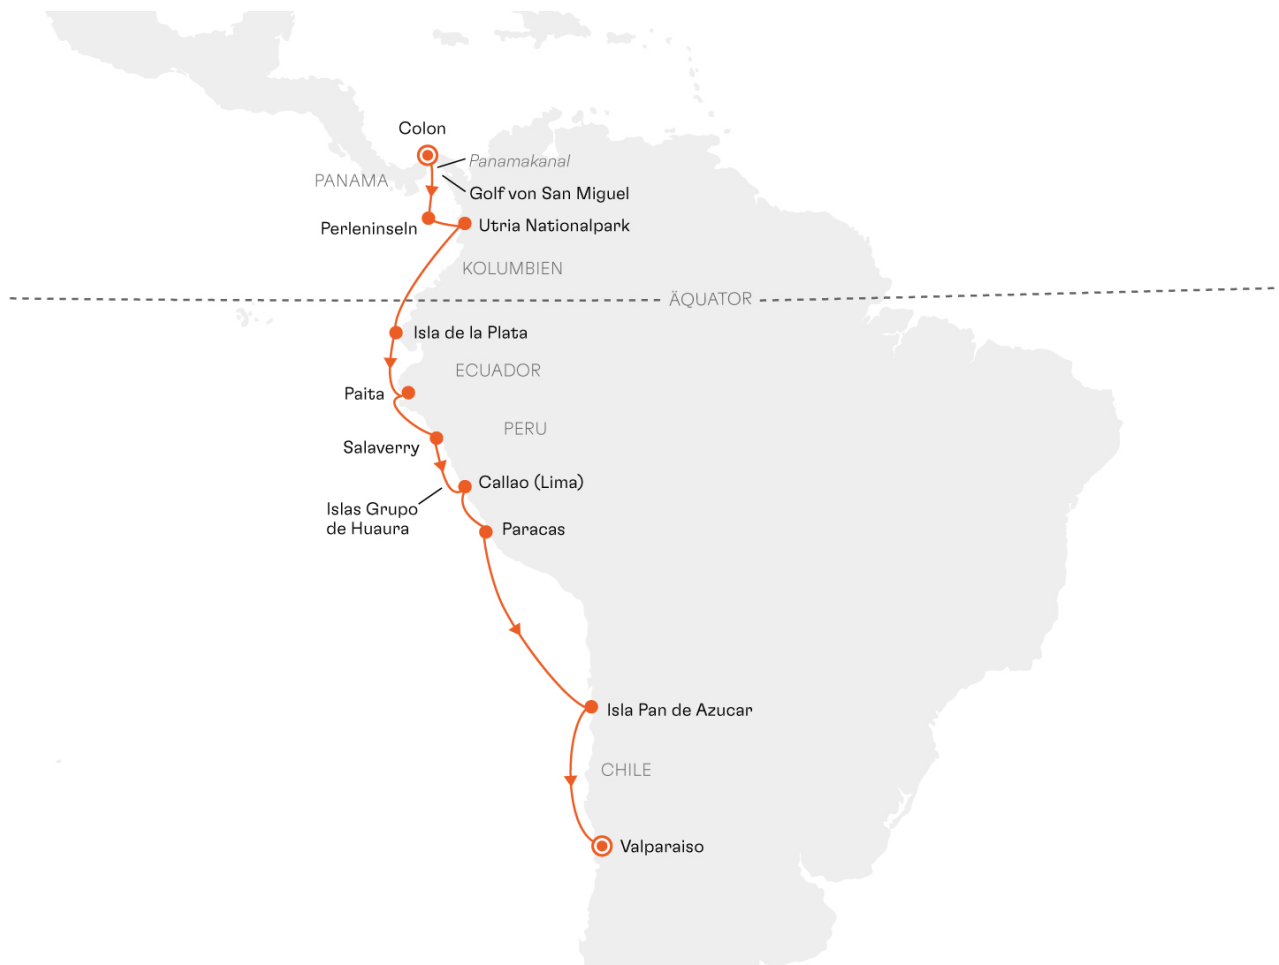 Colon
Panamakanal
PANAMA
Golf von San Miguel
Perleninseln
Utria Nationalpark
KOLUMBIEN
ÄQUATOR
Isla de la Plata
ECUADOR
Paita
PERU
Salaverry
Callao (Lima)
Islas Grupo
de Huaura
Paracas
Isla Pan de Azucar
CHILE
Valparaiso